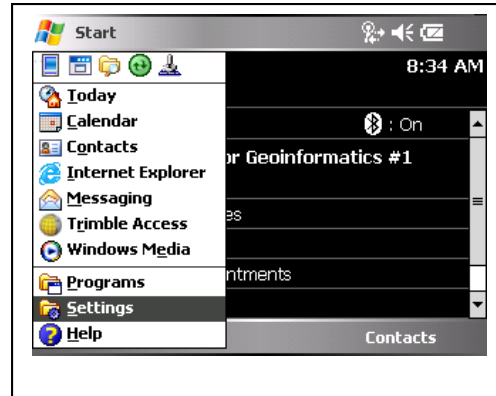 Start
8:34 AM
Today
Calendar
: On
Contacts
or Geoinformatics #1
Internet Explorer
Messaging
es
Trimble Access
Windows Media
ntments
Programs
Settings
Help
Contacts